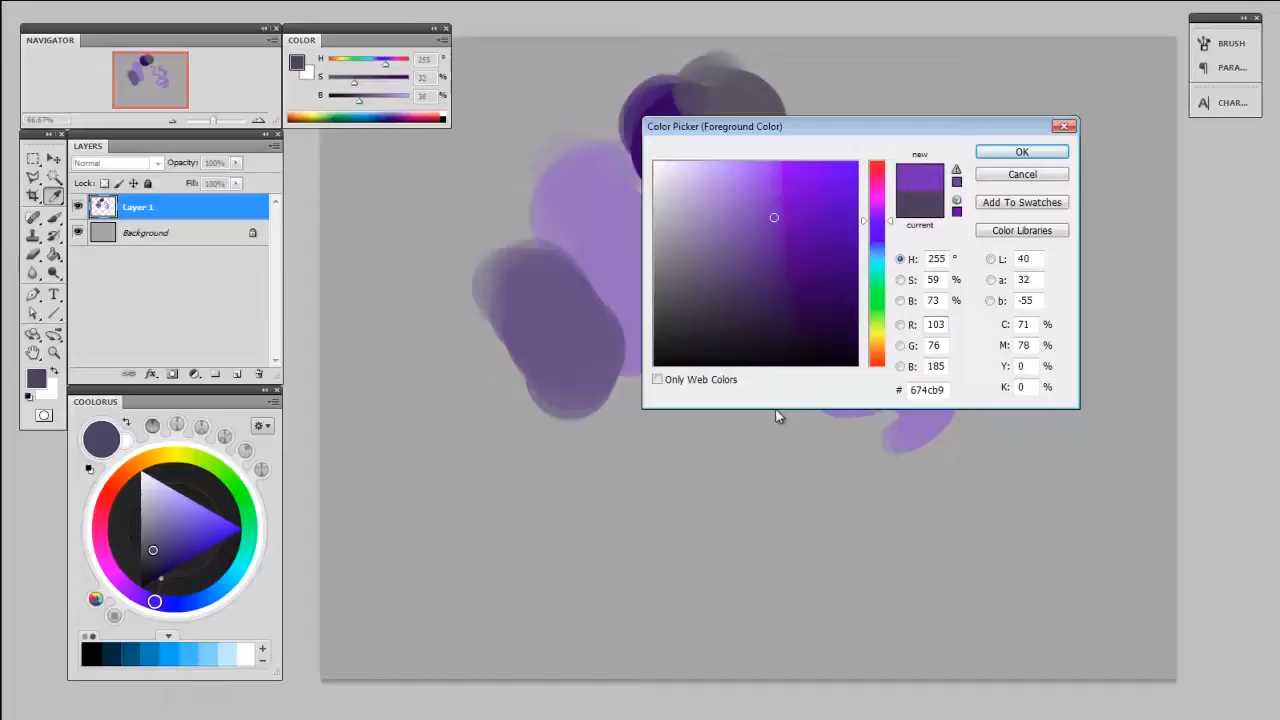 NAVIGATOR
66.67%
COLOR
H 255 °
S 32 %
B 38 %
LAYERS
Normal Opacity: 100%
Lock: Fill: 100%
Layer 1
Background
COOLORUS
Color Picker (Foreground Color)
new
current
OK
Cancel
Add To Swatches
Color Libraries
H: 255 °
S: 59 %
B: 73 %
R: 103
G: 76
B: 185
# 674cb9
L: 40
a: 32
b: -55
C: 71 %
M: 78 %
Y: 0 %
K: 0 %
Only Web Colors
BRUSH
PARA...
CHAR...